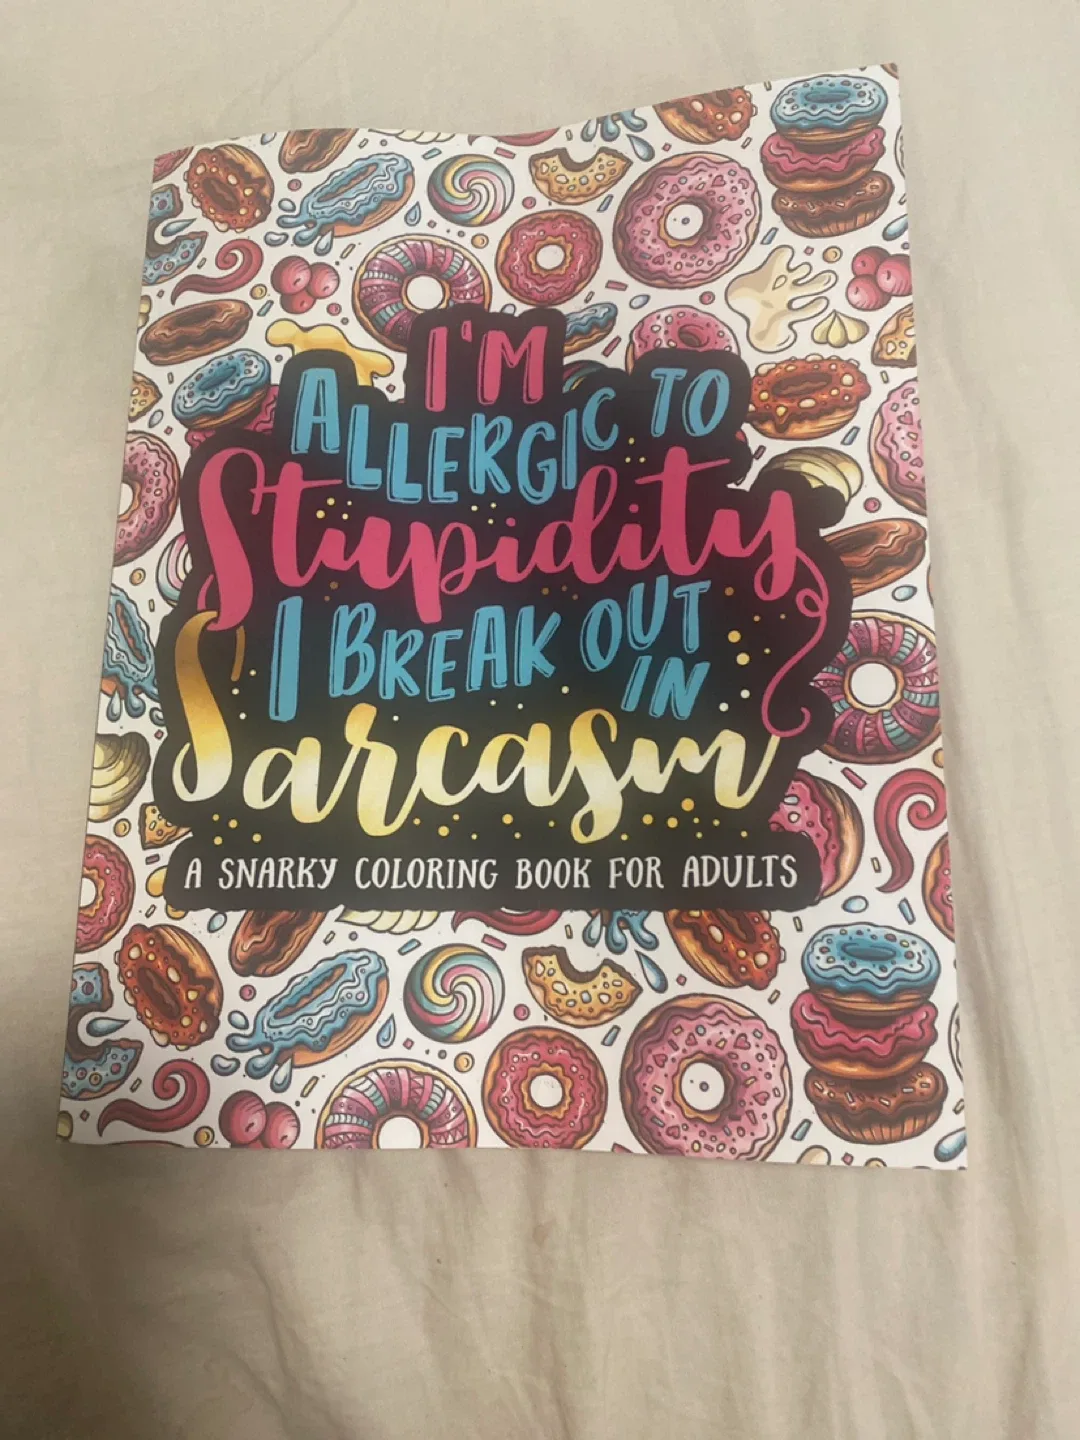 I'M
ALLERGIC TO
Stupidity
I BREAK OUT
IN
Sarcasm
A SNARKY COLORING BOOK FOR ADULTS